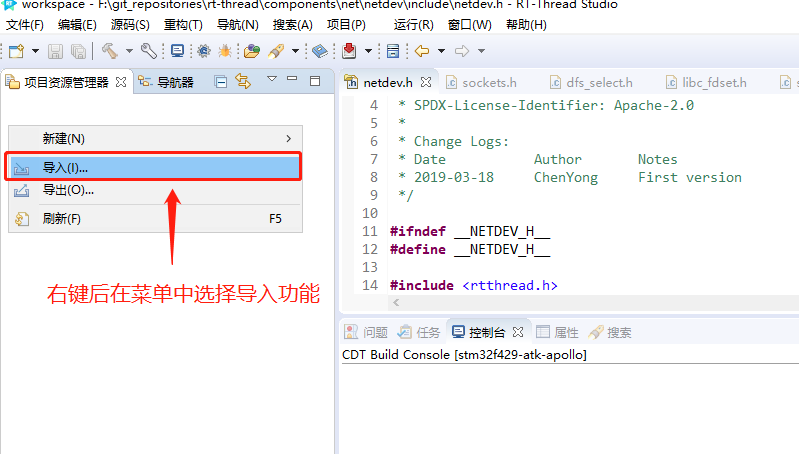 workspace - F:\git_repositories\rt-thread\components\net\netdev\include\netdev.h - RT-Thread Studio
文件(F) 编辑(E) 源码(S) 重构(T) 导航(N) 搜索(A) 项目(P) 运行(R) 窗口(W) 帮助(H)
项目资源管理器 导航器
netdev.h sockets.h dfs_select.h libc_fdset.h s
新建(N)
导入(I)...
导出(O)...
刷新(F) F5
右键后在菜单中选择导入功能
4 * SPDX-License-Identifier: Apache-2.0
5 *
6 * Change Logs:
7 * Date Author Notes
8 * 2019-03-18 ChenYong First version
9 */
10
11 #ifndef __NETDEV_H__
12 #define __NETDEV_H__
13
14 #include <rtthread.h>
问题 任务 控制台 属性 搜索
CDT Build Console [stm32f429-atk-apollo]